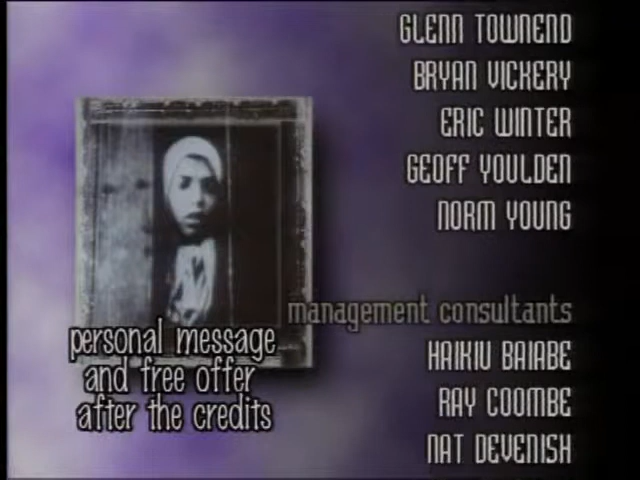 GLENN TOWNEND
BRYAN VICKERY
ERIC WINTER
GEOFF YOULDEN
NORM YOUNG
management consultants
HAIKIU BAIABE
RAY COOMBE
NAT DEVENISH
personal message
and free offer
after the credits